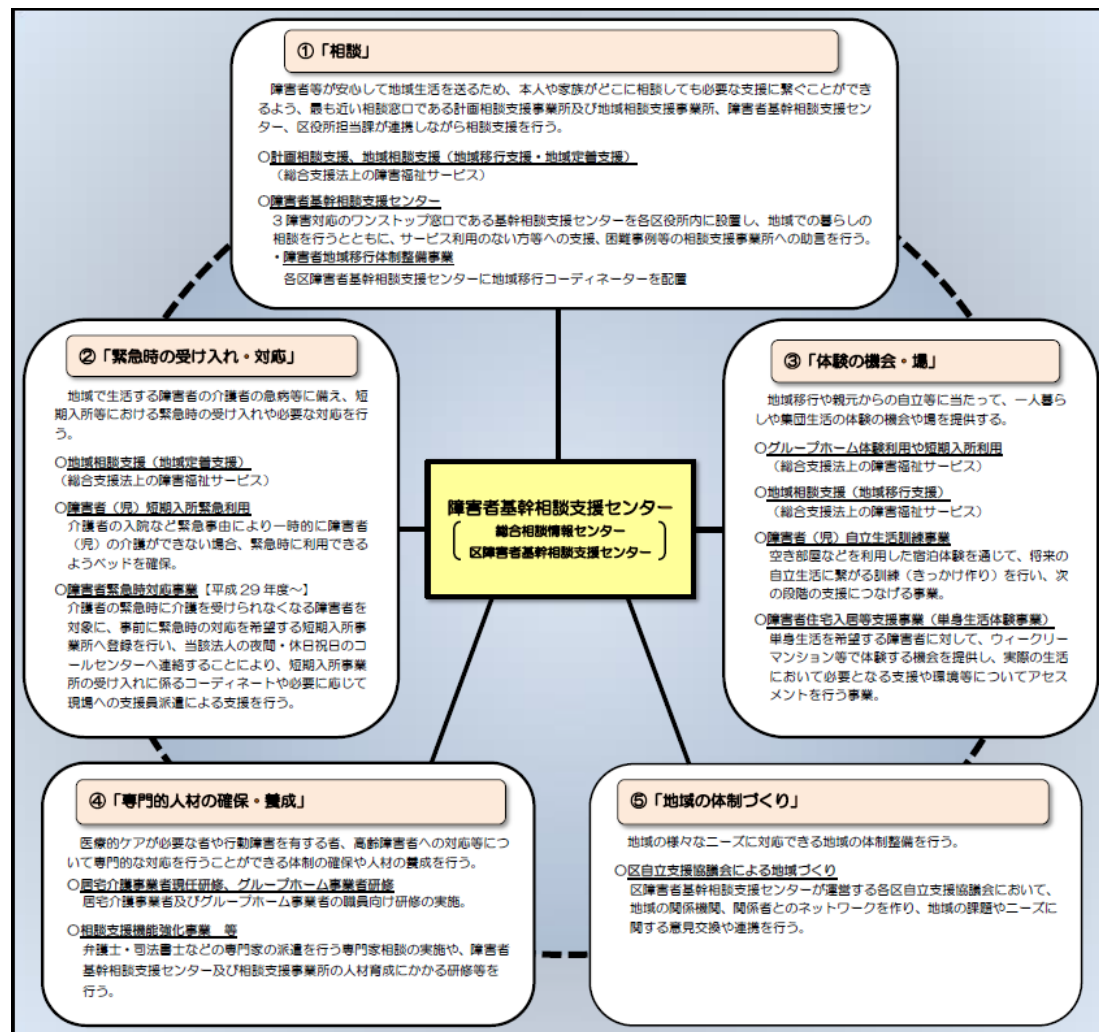 ①「相談」
障害者等が安心して地域生活を送るため、本人や家族がどこに相談しても必要な支援に繋ぐことができ
るよう、最も近い相談窓口である計画相談支援事業所及び地域相談支援事業所、障害者基幹相談支援セン
ター、区役所担当課が連携しながら相談支援を行う。
○計画相談支援、地域相談支援（地域移行支援・地域定着支援）
（総合支援法上の障害福祉サービス）
○障害者基幹相談支援センター
3障害対応のワンストップ窓口である基幹相談支援センターを各区役所内に設置し、地域での暮らしの
相談を行うとともに、サービス利用のない方等への支援、困難事例等の相談支援事業所への助言を行う。
・障害者地域移行体制整備事業
各区障害者基幹相談支援センターに地域移行コーディネーターを配置
②「緊急時の受け入れ・対応」
地域で生活する障害者の介護者の急病等に備え、短
期入所等における緊急時の受け入れや必要な対応を行
う。
○地域相談支援（地域定着支援）
（総合支援法上の障害福祉サービス）
○障害者（児）短期入所緊急利用
介護者の入院など緊急事由により一時的に障害者
（児）の介護ができない場合、緊急時に利用できる
ようベッドを確保。
○障害者緊急時対応事業【平成29年度～】
介護者の緊急時に介護を受けられなくなる障害者を
対象に、事前に緊急時の対応を希望する短期入所事
業所へ登録を行い、当該法人の夜間・休日祝日のコ
ールセンターへ連絡することにより、短期入所事業
所の受け入れに係るコーディネートや必要に応じて
現場への支援員派遣による支援を行う。
③「体験の機会・場」
地域移行や親元からの自立等に当たって、一人暮ら
しや集団生活の体験の機会や場を提供する。
○グループホーム体験利用や短期入所利用
（総合支援法上の障害福祉サービス）
○地域相談支援（地域移行支援）
（総合支援法上の障害福祉サービス）
○障害者（児）自立生活訓練事業
空き部屋などを利用した宿泊体験を通じて、将来の
自立生活に繋がる訓練（きっかけ作り）を行い、次
の段階の支援につなげる事業。
○障害者住宅入居等支援事業（単身生活体験事業）
単身生活を希望する障害者に対して、ウィークリー
マンション等で体験する機会を提供し、実際の生活
において必要となる支援や環境等についてアセス
メントを行う事業。
障害者基幹相談支援センター
（総合相談情報センター
区障害者基幹相談支援センター）
④「専門的人材の確保・養成」
医療的ケアが必要な者や行動障害を有する者、高齢障害者への対応等につ
いて専門的な対応を行うことができる体制の確保や人材の養成を行う。
○居宅介護事業者現任研修、グループホーム事業者研修
居宅介護事業者及びグループホーム事業者の職員向け研修の実施。
○相談支援機能強化事業 等
弁護士・司法書士などの専門家の派遣を行う専門家相談の実施や、障害者
基幹相談支援センター及び相談支援事業所の人材育成にかかる研修等を
行う。
⑤「地域の体制づくり」
地域の様々なニーズに対応できる地域の体制整備を行う。
○区自立支援協議会による地域づくり
区障害者基幹相談支援センターが運営する各区自立支援協議会において、
地域の関係機関、関係者とのネットワークを作り、地域の課題やニーズに
関する意見交換や連携を行う。